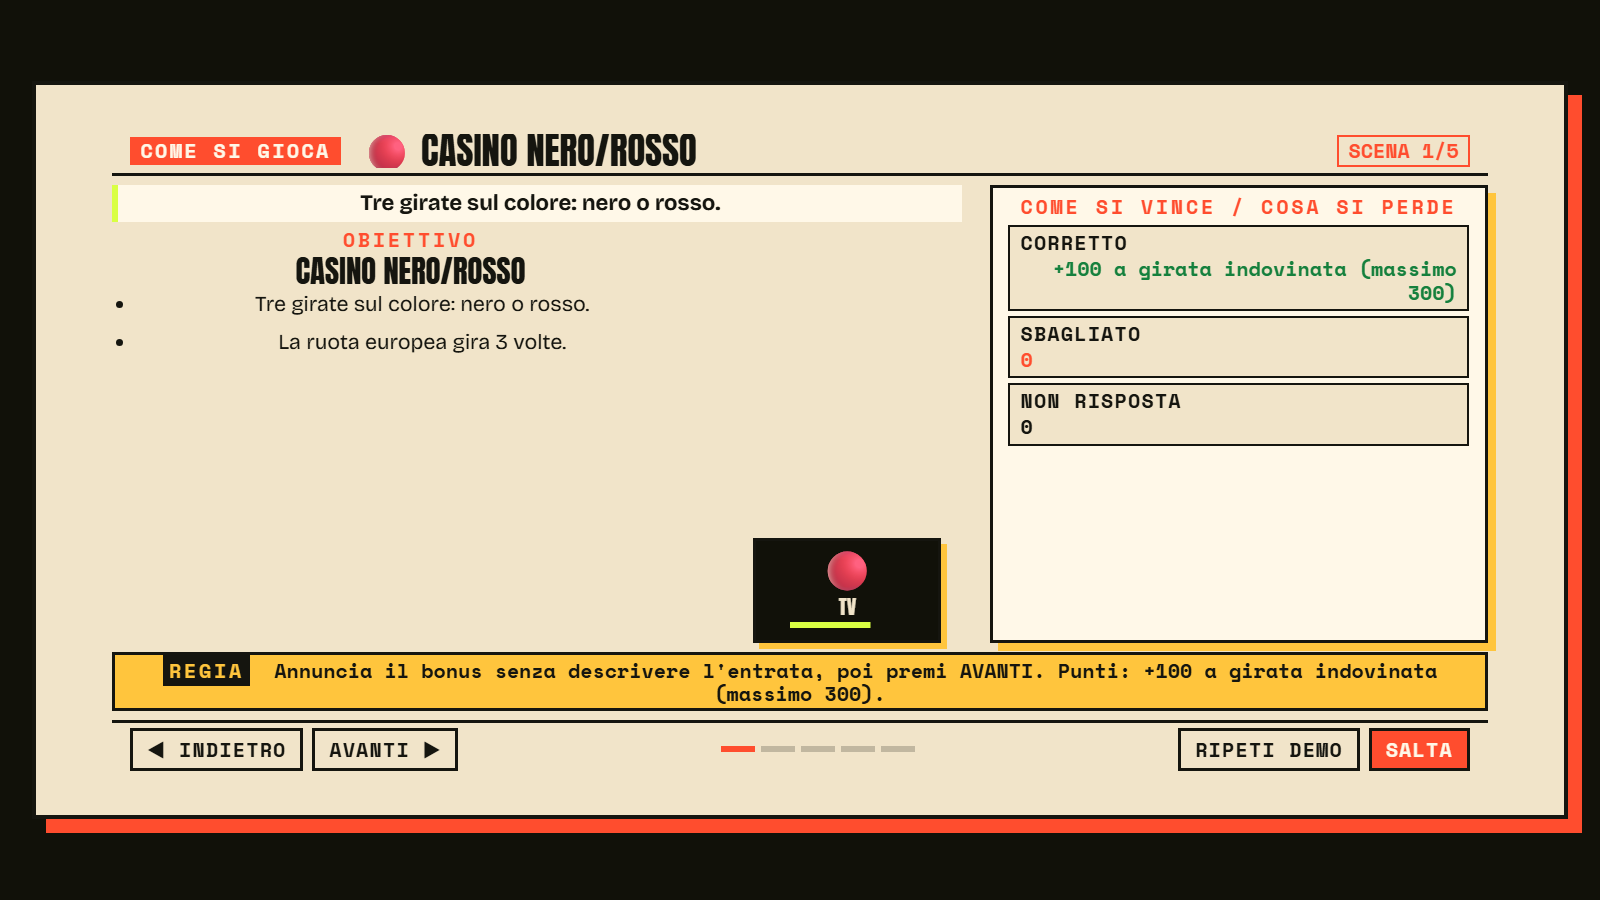 COME SI GIOCA
CASINO NERO/ROSSO
SCENA 1/5
Tre girate sul colore: nero o rosso.
OBIETTIVO
CASINO NERO/ROSSO
• Tre girate sul colore: nero o rosso.
• La ruota europea gira 3 volte.
TV
COME SI VINCE / COSA SI PERDE
CORRETTO
+100 a girata indovinata (massimo
300)
SBAGLIATO
0
NON RISPOSTA
0
REGIA Annuncia il bonus senza descrivere l'entrata, poi premi AVANTI. Punti: +100 a girata indovinata
(massimo 300).
◀ INDIETRO
AVANTI ▶
RIPETI DEMO
SALTA